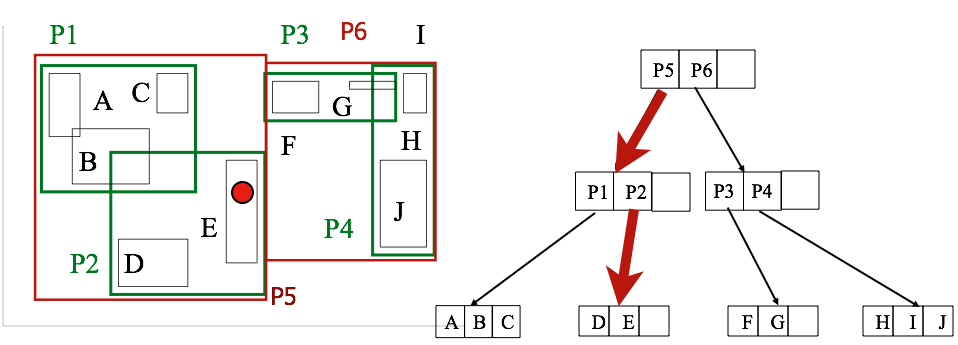 P1 P3 P6 I
A C G
B F H
E J
P2 D P4
P5
P5 P6
P1 P2 P3 P4
A B C D E F G H I J